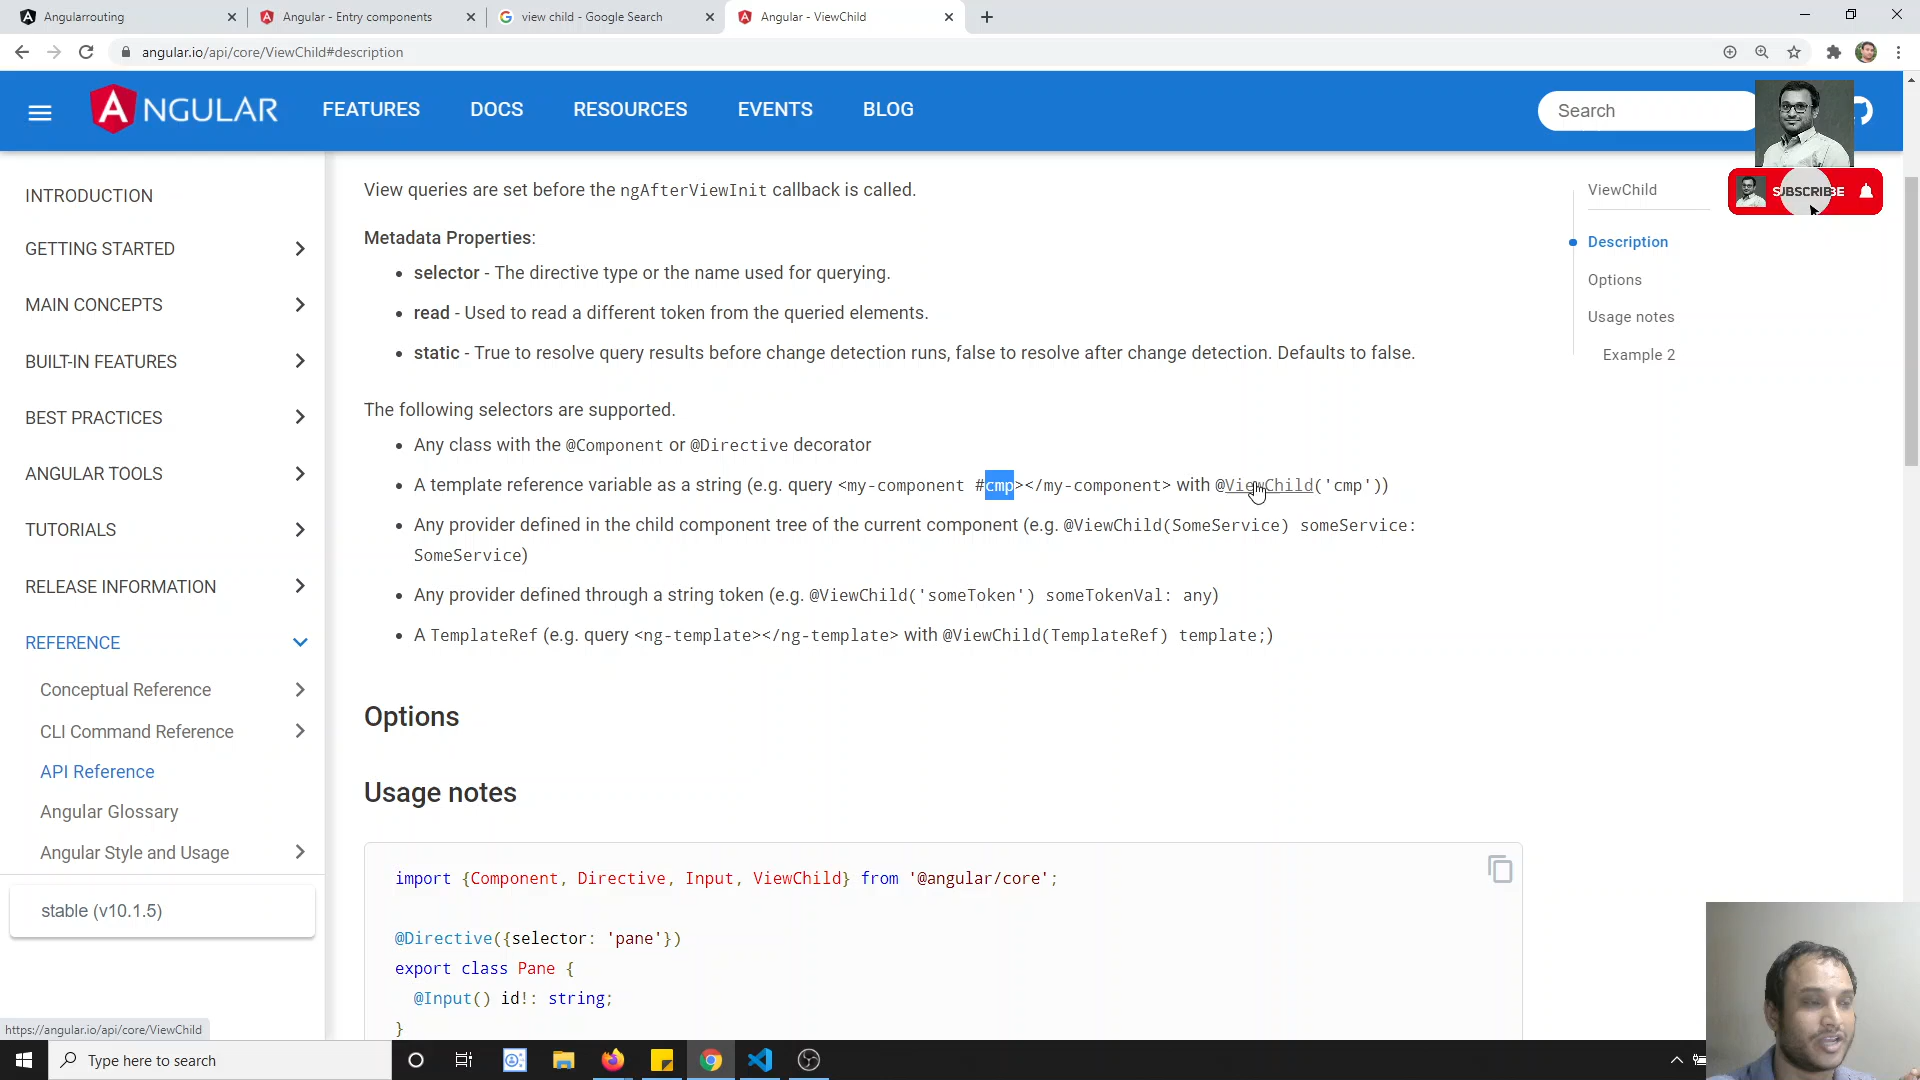 Angularrouting
Angular - Entry components
view child - Google Search
Angular - ViewChild
angular.io/api/core/ViewChild#description
A NGULAR
FEATURES
DOCS
RESOURCES
EVENTS
BLOG
Search
SUBSCRIBE
INTRODUCTION
GETTING STARTED
MAIN CONCEPTS
BUILT-IN FEATURES
BEST PRACTICES
ANGULAR TOOLS
TUTORIALS
RELEASE INFORMATION
REFERENCE
Conceptual Reference
CLI Command Reference
API Reference
Angular Glossary
Angular Style and Usage
stable (v10.1.5)
https://angular.io/api/core/ViewChild
View queries are set before the ngAfterViewInit callback is called.
Metadata Properties:
• selector - The directive type or the name used for querying.
• read - Used to read a different token from the queried elements.
• static - True to resolve query results before change detection runs, false to resolve after change detection. Defaults to false.
The following selectors are supported.
• Any class with the @Component or @Directive decorator
• A template reference variable as a string (e.g. query <my-component #cmp></my-component> with @ViewChild('cmp'))
• Any provider defined in the child component tree of the current component (e.g. @ViewChild(SomeService) someService:
SomeService)
• Any provider defined through a string token (e.g. @ViewChild('someToken') someTokenVal: any)
• A TemplateRef (e.g. query <ng-template></ng-template> with @ViewChild(TemplateRef) template;)
Options
Usage notes
import {Component, Directive, Input, ViewChild} from '@angular/core';
@Directive({selector: 'pane'})
export class Pane {
@Input() id!: string;
}
ViewChild
Description
Options
Usage notes
Example 2
Type here to search